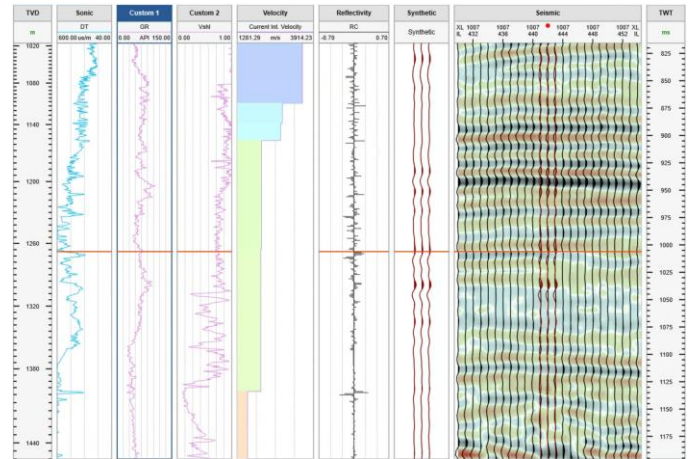 TVD
Sonic
Custom 1
Custom 2
Velocity
Reflectivity
Synthetic
Seismic
TWT
m
DT
GR
VsN
Current Int. Velocity
RC
Synthetic
XL 1007 1007 1007 1007 1007 1007 XL
IL 432 436 440 444 448 452 IL
ms
600.00 us/m 40.00
0.00 API 150.00
0.00 1.00
1281.29 m/s 3914.23
-0.70 0.70
1020
1080
1140
1200
1260
1320
1380
1440
825
850
875
900
925
950
975
1000
1025
1050
1075
1100
1125
1150
1175